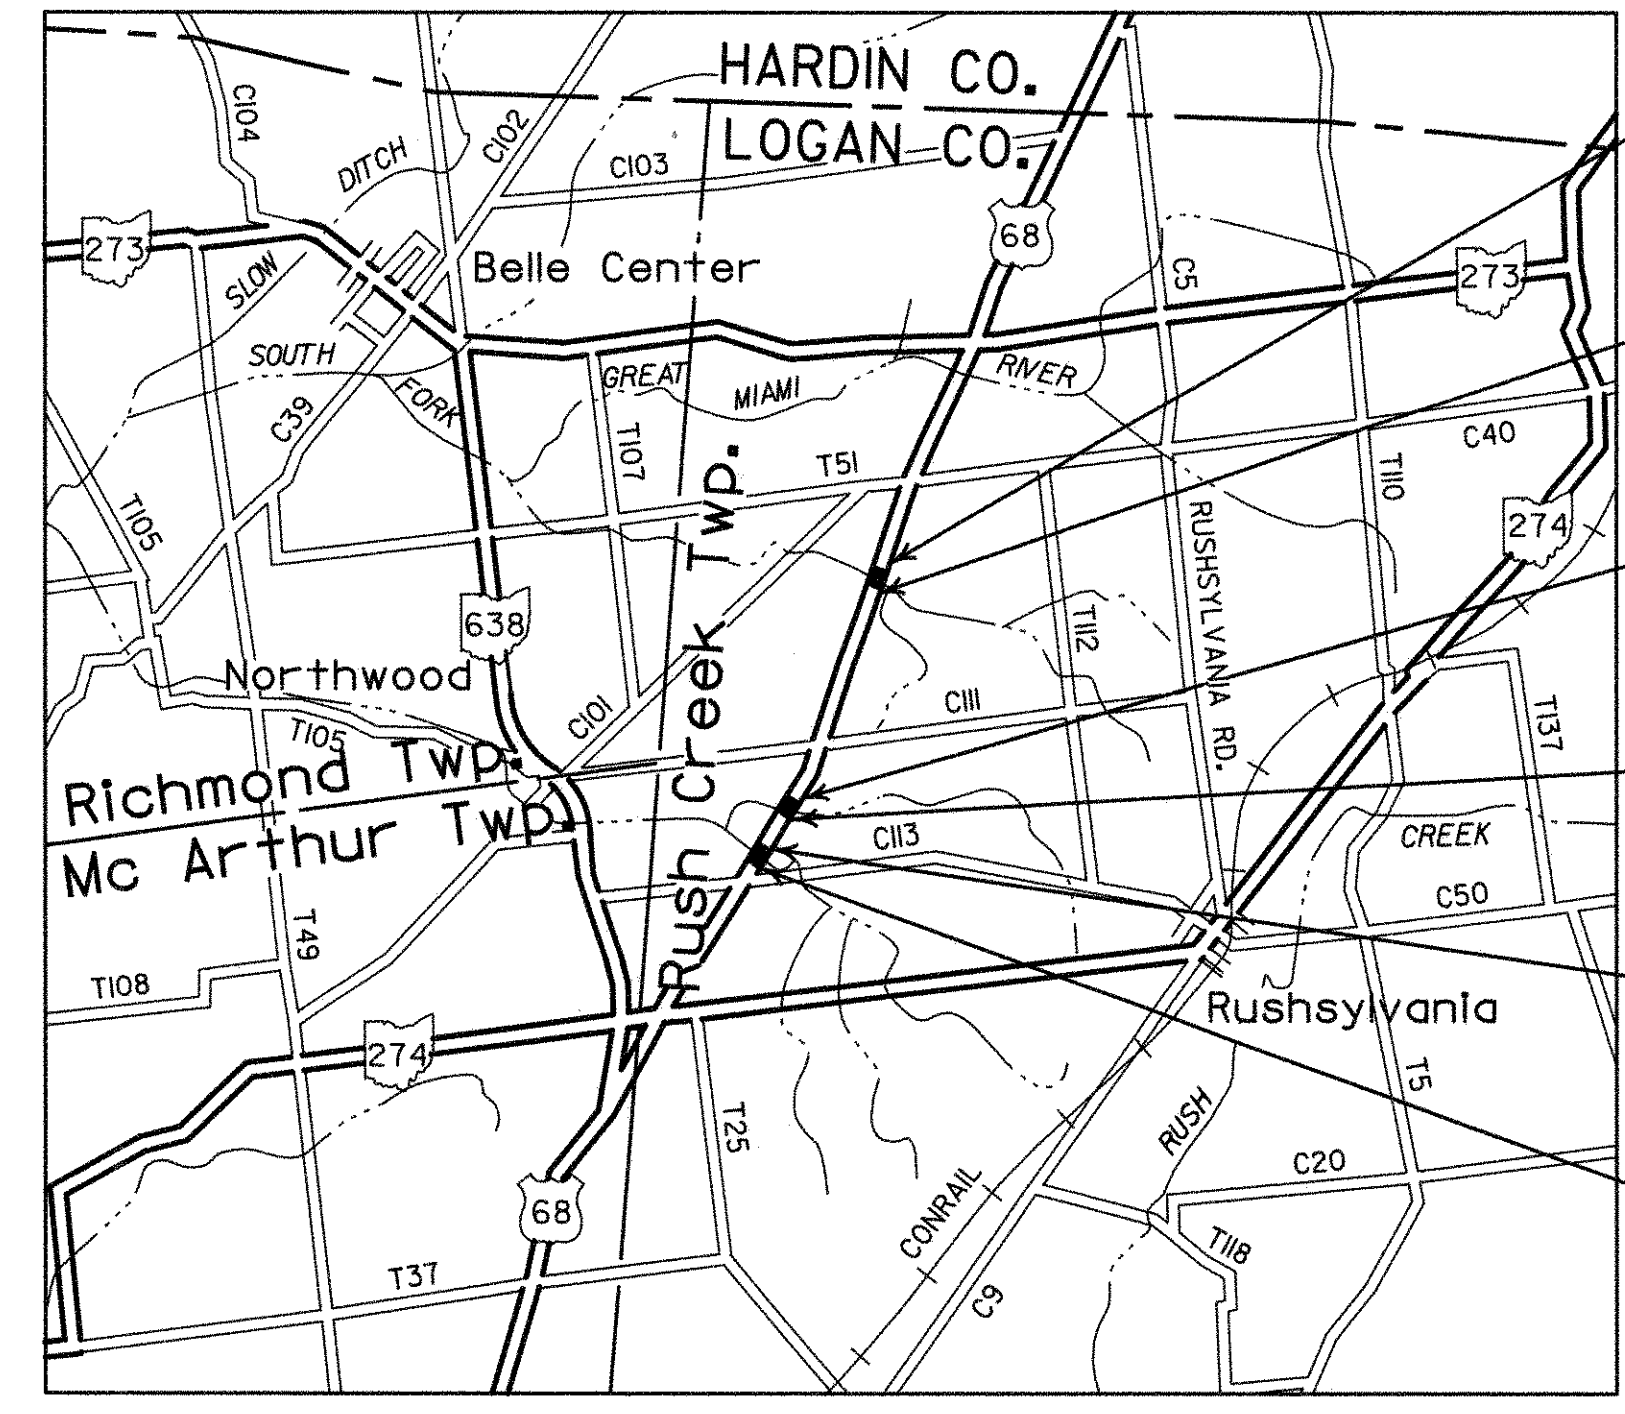 HARDIN CO.
LOGAN CO.
C104
DITCH
C102
C103
68
273
Belle Center
SLOW
C5
273
SOUTH
FORK
GREAT
MIAMI
RIVER
C39
T107
T51
C40
T105
T110
274
Rush Creek Twp.
RUSHSYLVANIA RD.
638
T112
Northwood
C101
C111
T137
T105
Richmond Twp.
Mc Arthur Twp.
C113
CREEK
C50
T49
T108
Rushsylvania
274
T5
T25
RUSH
C20
68
CONRAIL
T118
T37
C9